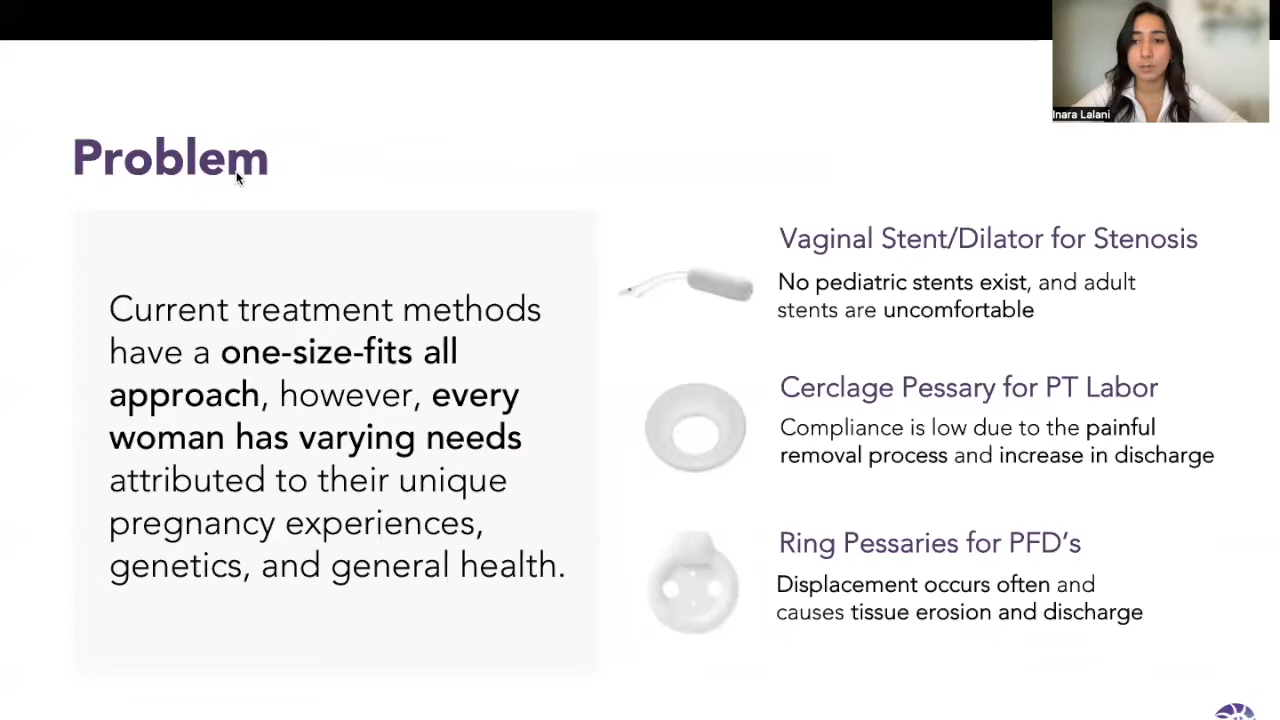 Inara Lalani
Problem
Current treatment methods
have a one-size-fits all
approach, however, every
woman has varying needs
attributed to their unique
pregnancy experiences,
genetics, and general health.
Vaginal Stent/Dilator for Stenosis
No pediatric stents exist, and adult
stents are uncomfortable
Cerclage Pessary for PT Labor
Compliance is low due to the painful
removal process and increase in discharge
Ring Pessaries for PFD's
Displacement occurs often and
causes tissue erosion and discharge